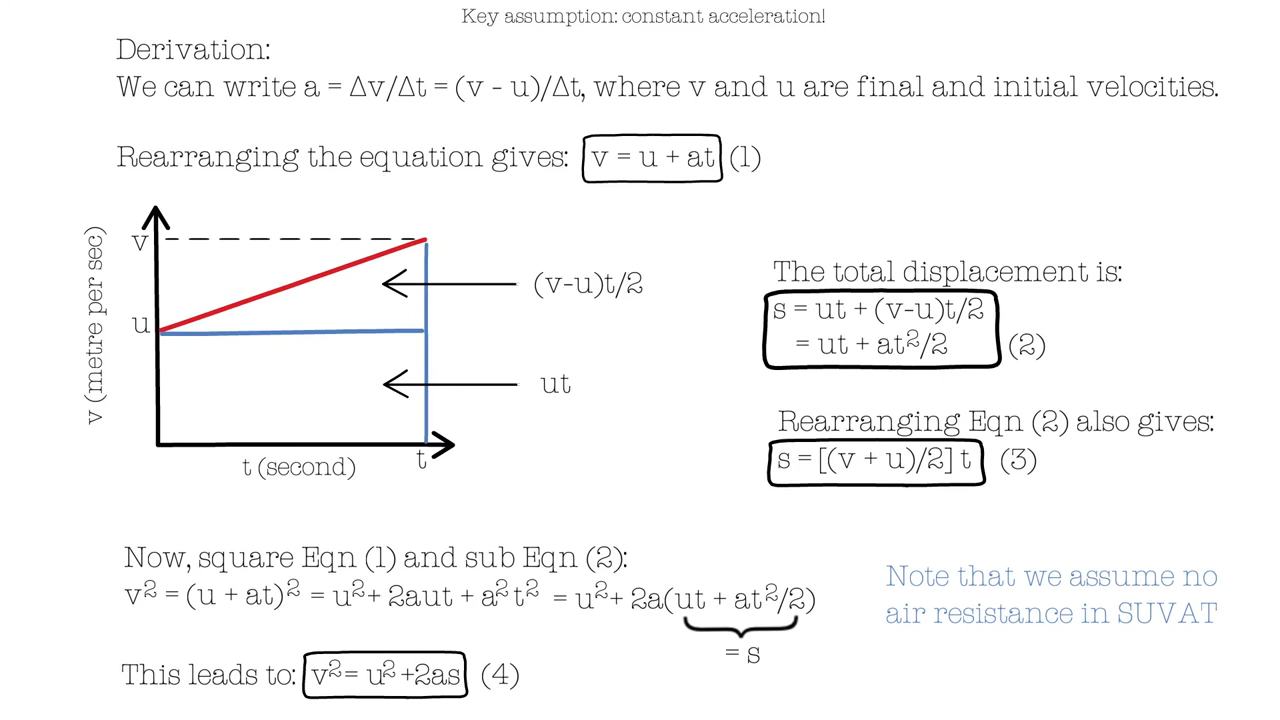 Key assumption: constant acceleration!
Derivation:
We can write a = Δv/Δt = (v - u)/Δt, where v and u are final and initial velocities.
Rearranging the equation gives: v = u + at (1)
v (metre per sec)
v
u
(v-u)t/2
ut
t (second)
t
The total displacement is:
s = ut + (v-u)t/2
= ut + at²/2 (2)
Rearranging Eqn (2) also gives:
s = [(v + u)/2] t (3)
Now, square Eqn (1) and sub Eqn (2):
v² = (u + at)² = u² + 2aut + a²t² = u² + 2a(ut + at²/2)
= s
This leads to: v² = u² +2as (4)
Note that we assume no
air resistance in SUVAT